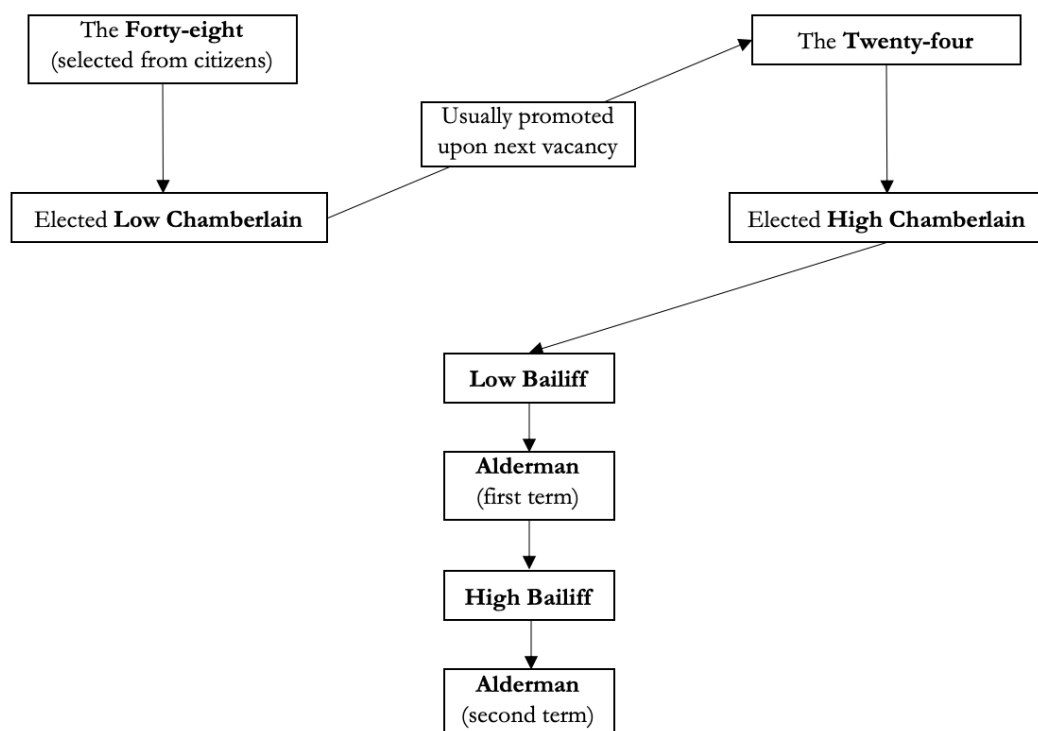 The Forty-eight
(selected from citizens)
The Twenty-four
Usually promoted
upon next vacancy
Elected Low Chamberlain
Elected High Chamberlain
Low Bailiff
Alderman
(first term)
High Bailiff
Alderman
(second term)